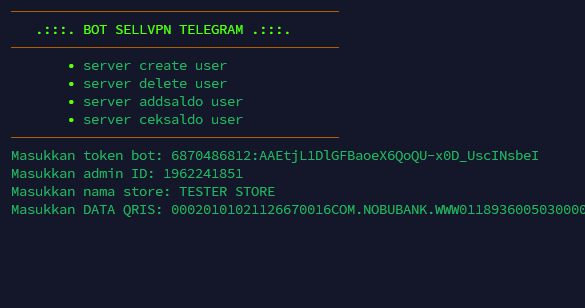 .:::. BOT SELLVPN TELEGRAM .:::.
• server create user
• server delete user
• server addsaldo user
• server ceksaldo user
Masukkan token bot: 6870486812:AAEtjL1DlGFBaoeX6QoQU-x0D_UscINsbeI
Masukkan admin ID: 1962241851
Masukkan nama store: TESTER STORE
Masukkan DATA QRIS: 00020101021126670016COM.NOBUBANK.WWW0118936005030000